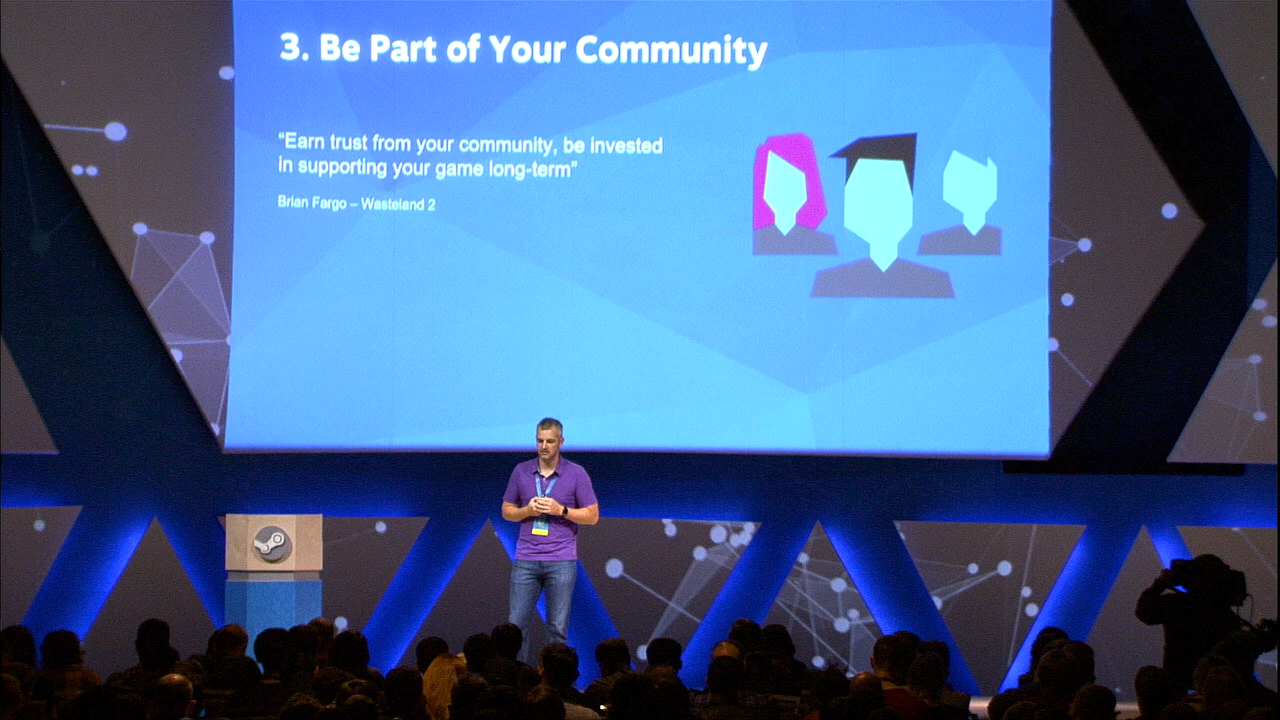 3. Be Part of Your Community
“Earn trust from your community, be invested
in supporting your game long-term”
Brian Fargo – Wasteland 2